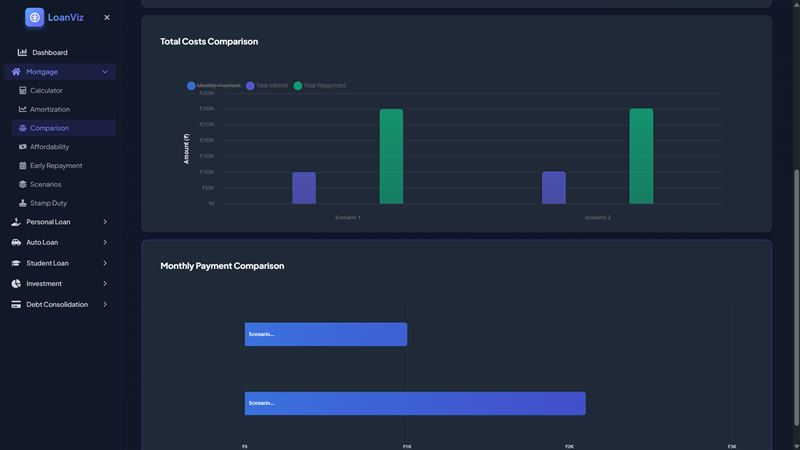 LoanViz
Dashboard
Mortgage
Calculator
Amortization
Comparison
Affordability
Early Repayment
Scenarios
Stamp Duty
Personal Loan
Auto Loan
Student Loan
Investment
Debt Consolidation
Total Costs Comparison
Monthly Payment Total Interest Total Repayment
₹350K
₹300K
₹250K
₹200K
₹150K
₹100K
₹50K
₹0
Amount (₹)
Scenario 1 Scenario 2
Monthly Payment Comparison
Scenario...
Scenario...
₹0 ₹1K ₹2K ₹3K